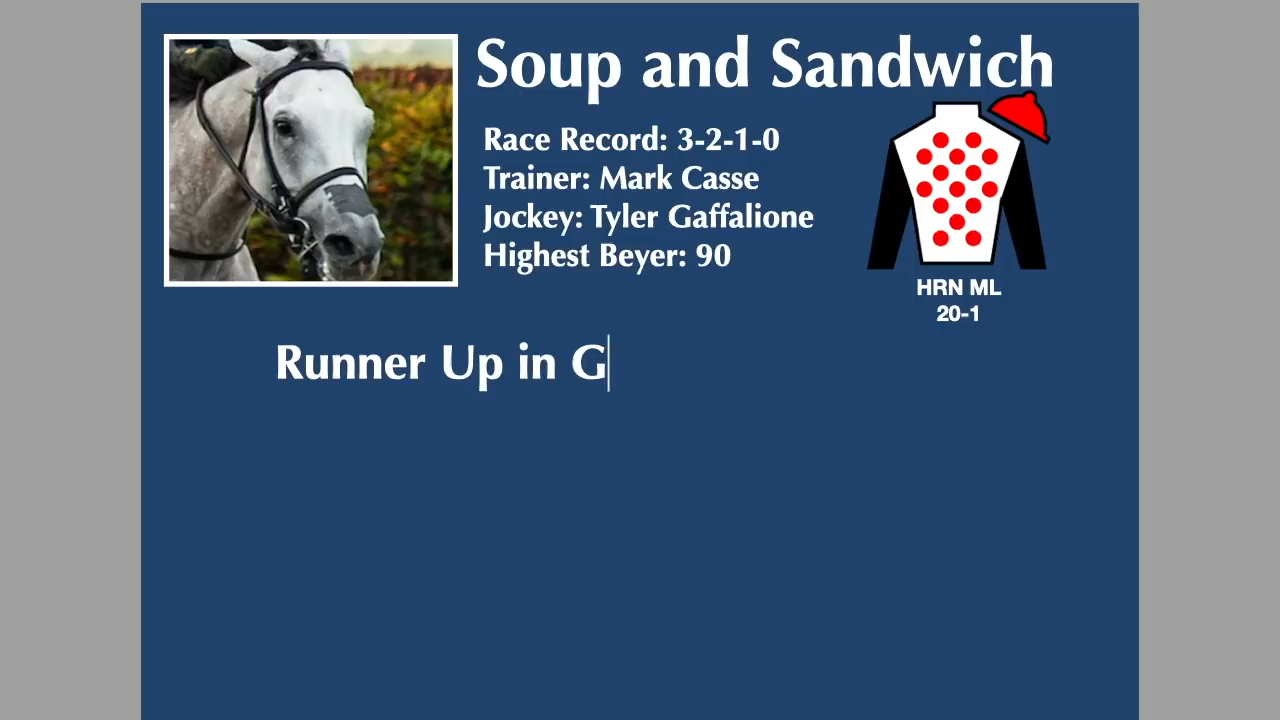 Soup and Sandwich
Race Record: 3-2-1-0
Trainer: Mark Casse
Jockey: Tyler Gaffalione
Highest Beyer: 90
HRN ML
20-1
Runner Up in G